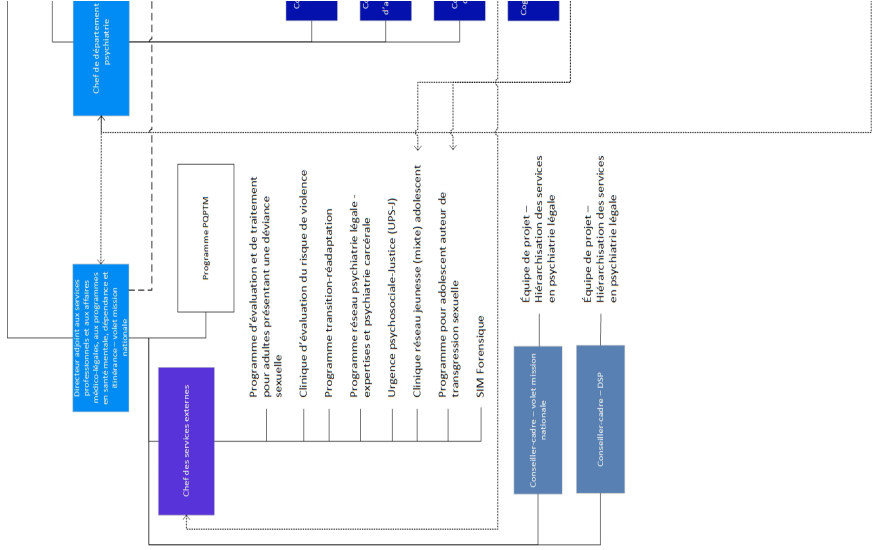 Chef de département
psychiatrie
Directeur adjoint aux services
professionnels et aux affaires
médico-légales, aux programmes
en santé mentale, dépendance et
itinérance – volet mission
nationale
Programme PQPTM
Chef des services externes
Programme d'évaluation et de traitement
pour adultes présentant une déviance
sexuelle
Clinique d'évaluation du risque de violence
Programme transition-réadaptation
Programme réseau psychiatrie légale -
expertises et psychiatrie carcérale
Urgence psychosociale-Justice (UPS-J)
Clinique réseau jeunesse (mixte) adolescent
Programme pour adolescent auteur de
transgression sexuelle
SIM Forensique
Équipe de projet –
Hiérarchisation des services
en psychiatrie légale
Conseiller-cadre – volet mission
nationale
Équipe de projet –
Hiérarchisation des services
en psychiatrie légale
Conseiller-cadre – DSP